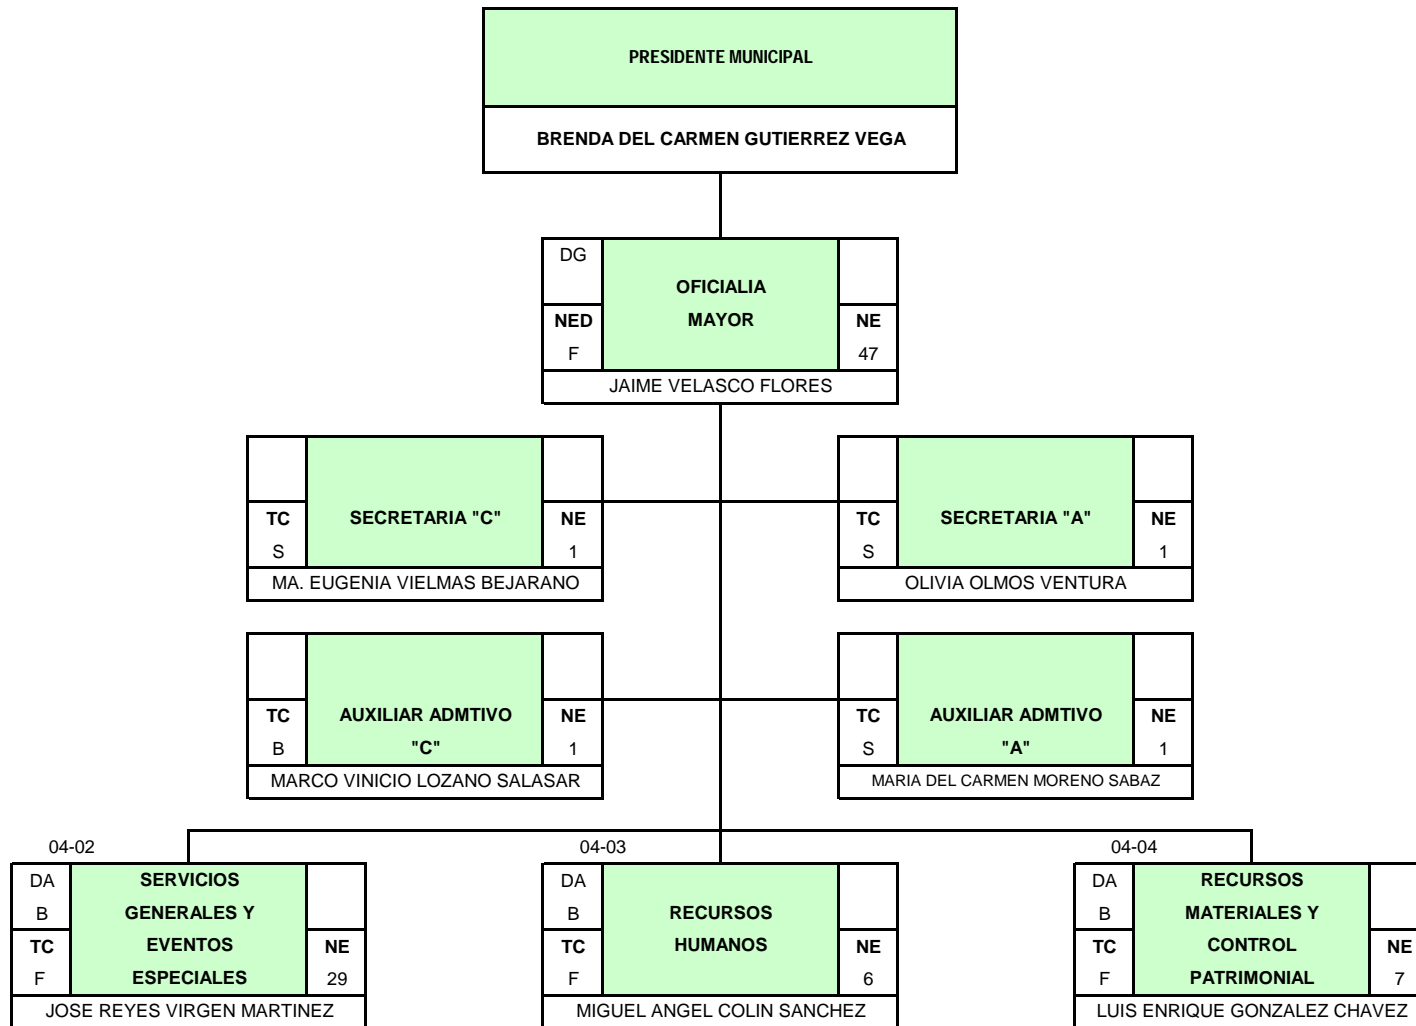 PRESIDENTE MUNICIPAL
BRENDA DEL CARMEN GUTIERREZ VEGA
DG
OFICIALIA
MAYOR
NED
NE
F
47
JAIME VELASCO FLORES
TC
SECRETARIA "C"
NE
S
1
MA. EUGENIA VIELMAS BEJARANO
TC
SECRETARIA "A"
NE
S
1
OLIVIA OLMOS VENTURA
TC
AUXILIAR ADMTIVO
NE
B
"C"
1
MARCO VINICIO LOZANO SALASAR
TC
AUXILIAR ADMTIVO
NE
S
"A"
1
MARIA DEL CARMEN MORENO SABAZ
04-02
DA
SERVICIOS
B
GENERALES Y
TC
EVENTOS
NE
F
ESPECIALES
29
JOSE REYES VIRGEN MARTINEZ
04-03
DA
B
RECURSOS
TC
HUMANOS
NE
F
6
MIGUEL ANGEL COLIN SANCHEZ
04-04
DA
RECURSOS
B
MATERIALES Y
TC
CONTROL
NE
F
PATRIMONIAL
7
LUIS ENRIQUE GONZALEZ CHAVEZ